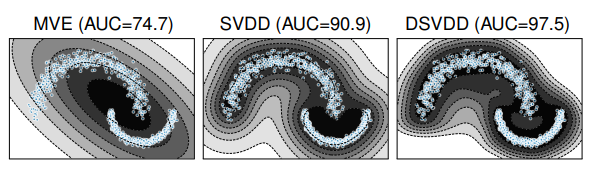 MVE (AUC=74.7)
SVDD (AUC=90.9)
DSVDD (AUC=97.5)